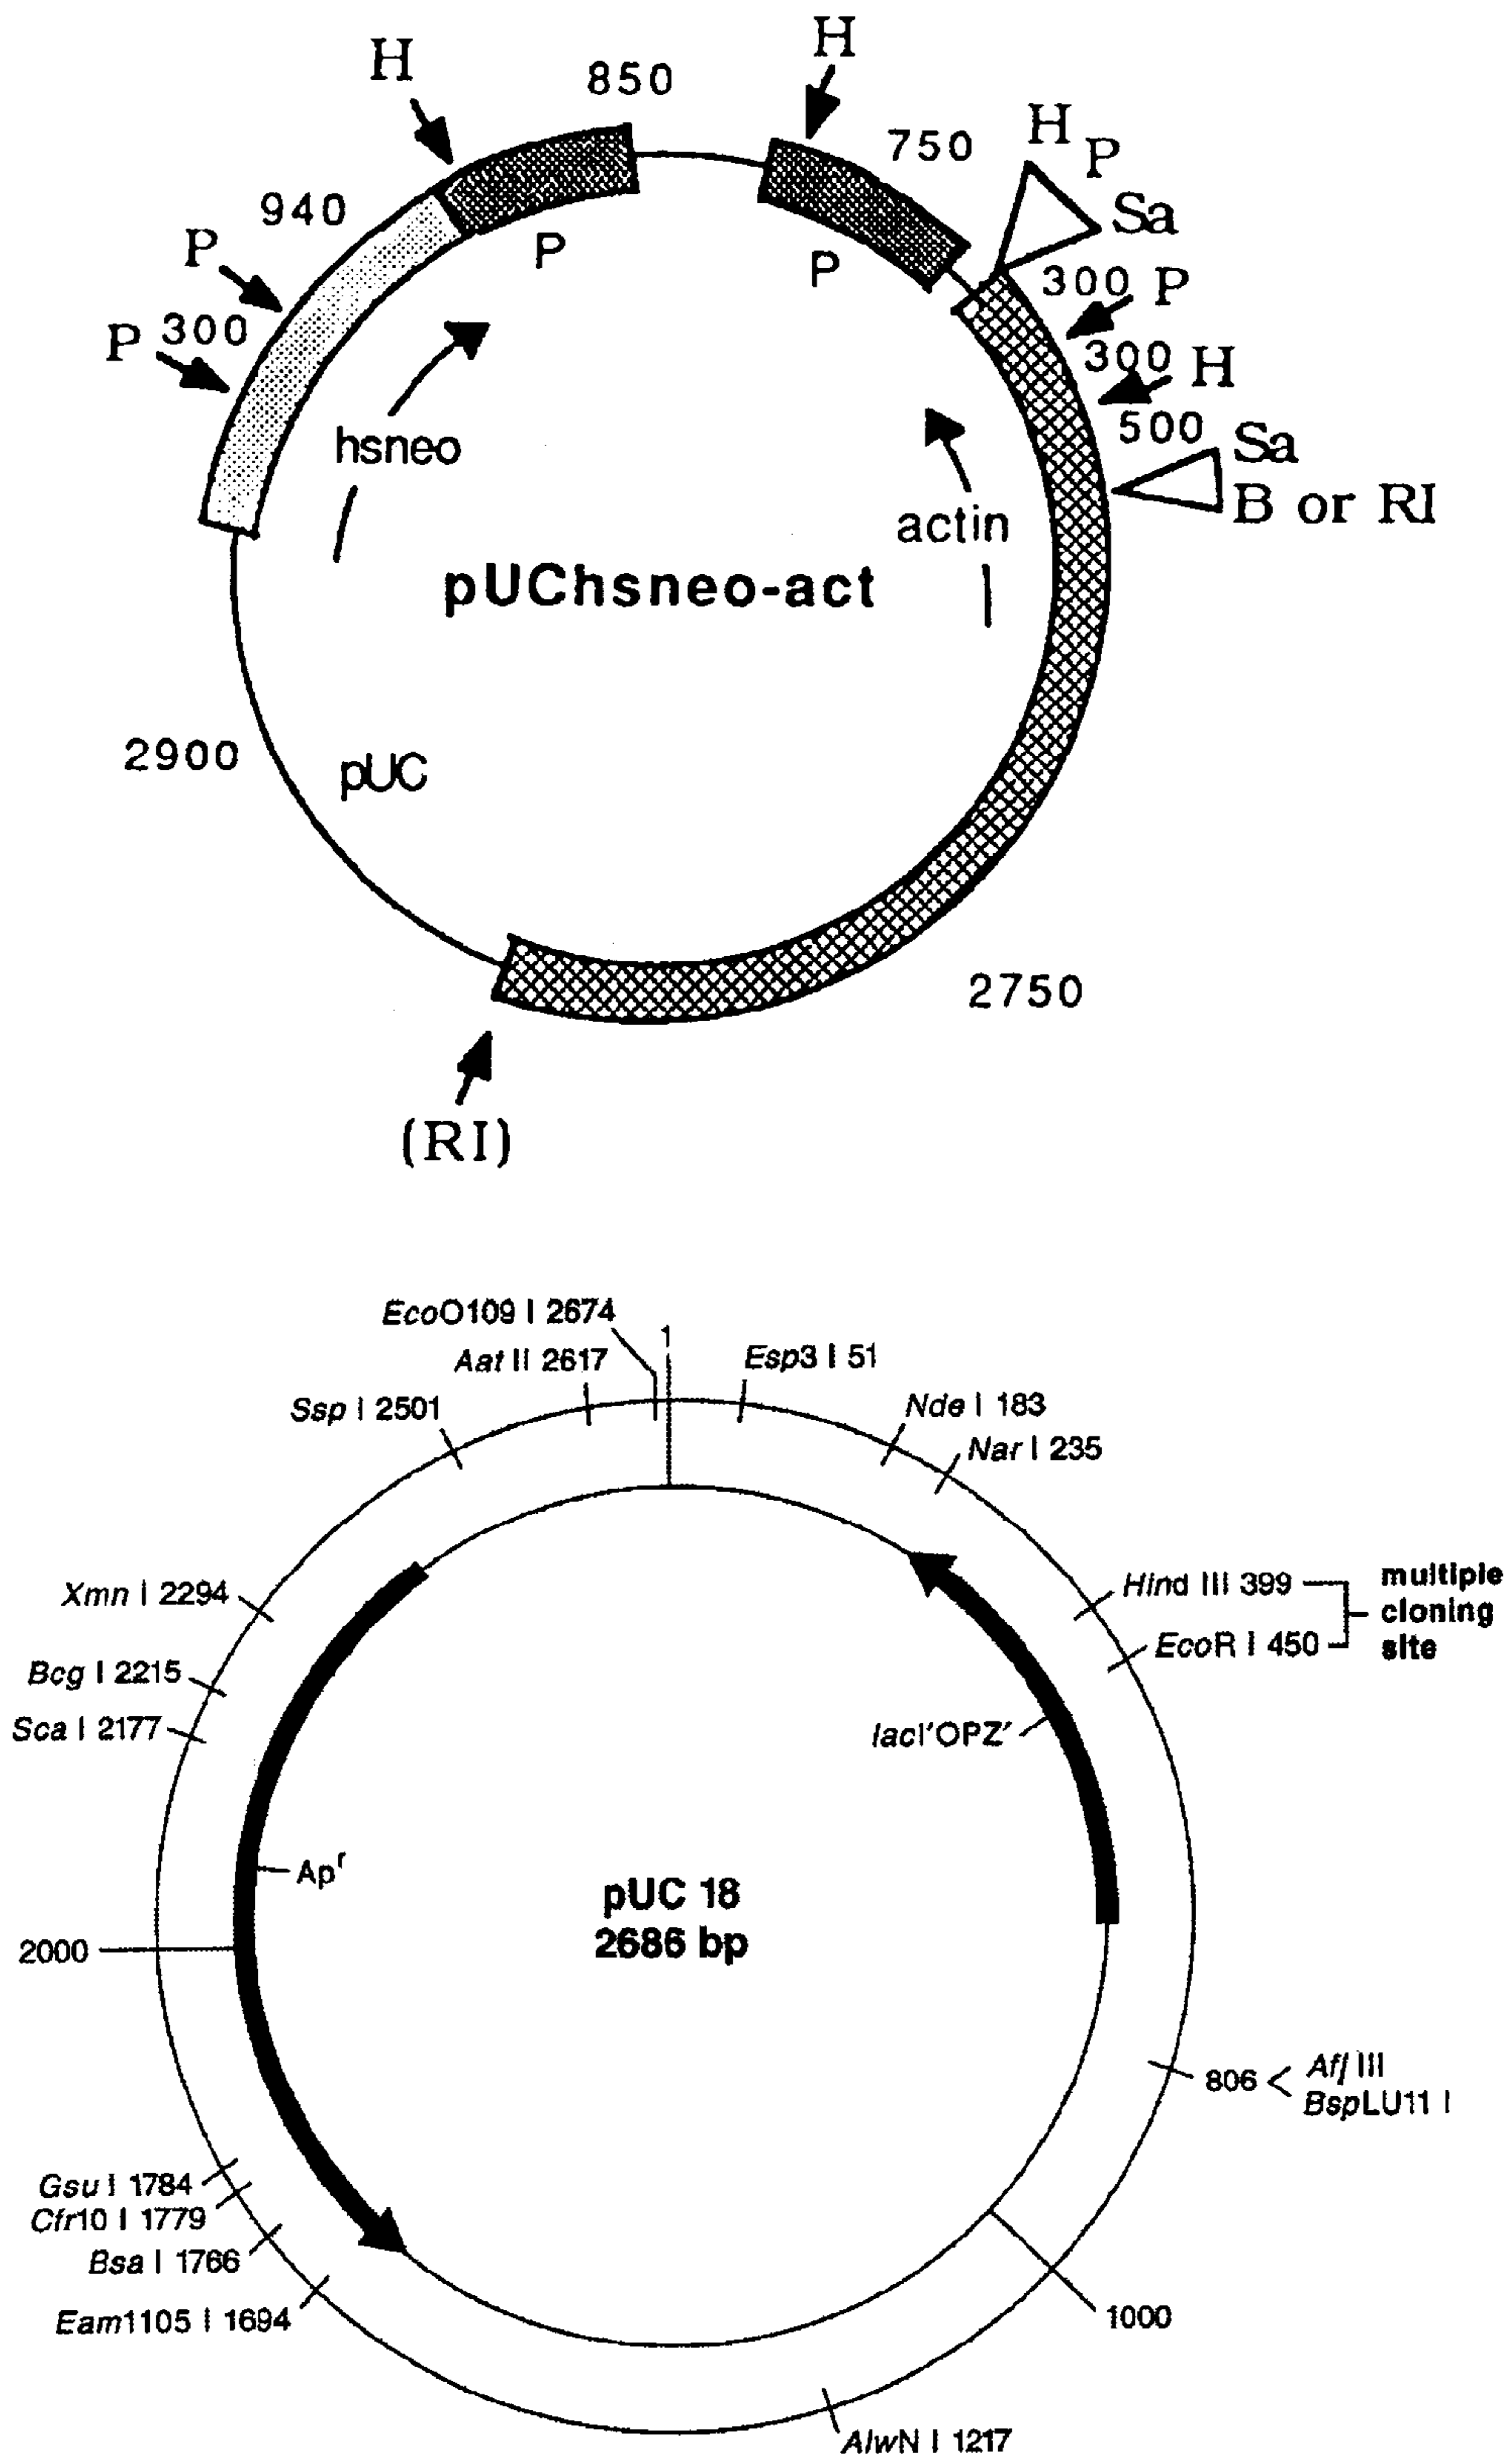 H
H
850
750
H
P
Sa
940
P
P
P
300 P
P 300
300 H
hsneo
500 Sa
B or RI
actin
pUChsneo-act
2900
pUC
2750
(RI)
EcoO109 I 2674
1
Aat II 2617
Esp3 I 51
Ssp I 2501
Nde I 183
Nar I 235
Xmn I 2294
Hind III 399
EcoR I 450
multiple
cloning
site
Bcg I 2215
Sca I 2177
lacI'OPZ'
Apʳ
pUC 18
2686 bp
2000
806 < Afl III
BspLU11 I
Gsu I 1784
Cfr10 I 1779
Bsa I 1766
Eam1105 I 1694
1000
AlwN I 1217